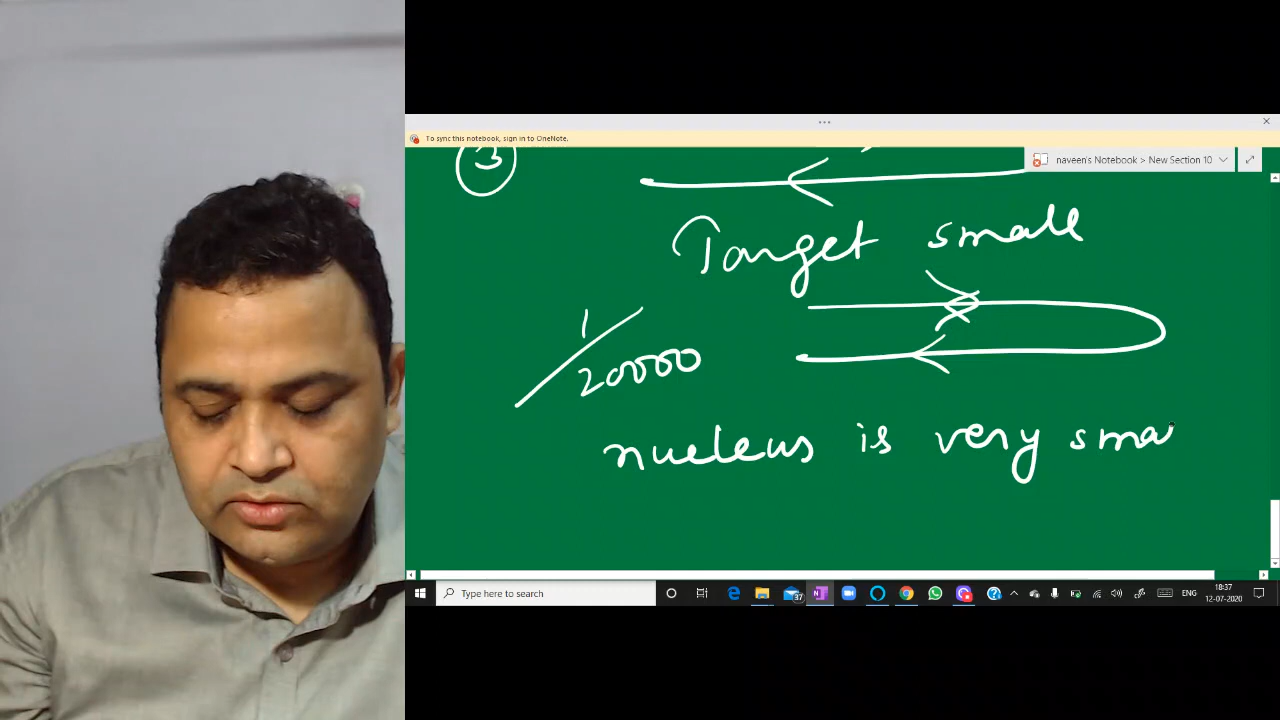 To sync this notebook, sign in to OneNote.
naveen's Notebook > New Section 10
3
Target small
1/20000
nucleus is very sma
Type here to search
37
ENG
18:37
12-07-2020